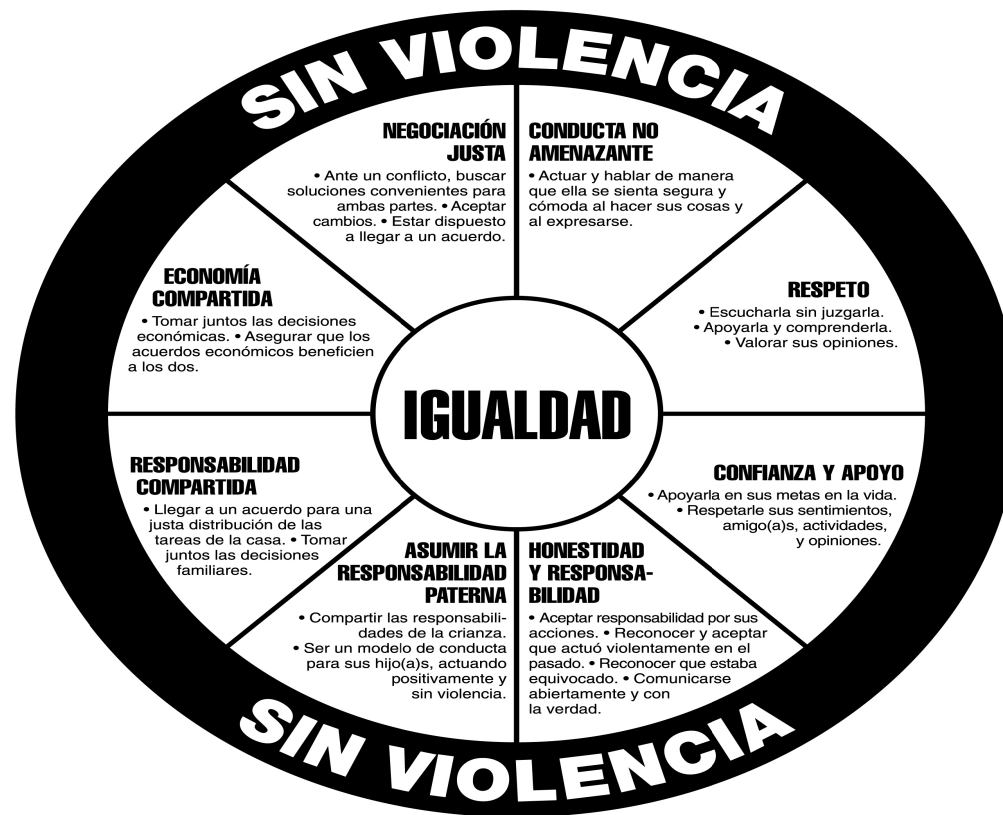 SIN VIOLENCIA
NEGOCIACIÓN
JUSTA
• Ante un conflicto, buscar
soluciones convenientes para
ambas partes. • Aceptar
cambios. • Estar dispuesto
a llegar a un acuerdo.
CONDUCTA NO
AMENAZANTE
• Actuar y hablar de manera
que ella se sienta segura y
cómoda al hacer sus cosas y
al expresarse.
ECONOMÍA
COMPARTIDA
• Tomar juntos las decisiones
económicas. • Asegurar que los
acuerdos económicos beneficien
a los dos.
RESPETO
• Escucharla sin juzgarla.
• Apoyarla y comprenderla.
• Valorar sus opiniones.
IGUALDAD
RESPONSABILIDAD
COMPARTIDA
• Llegar a un acuerdo para una
justa distribución de las
tareas de la casa. • Tomar
juntos las decisiones
familiares.
CONFIANZA Y APOYO
• Apoyarla en sus metas en la vida.
• Respetarle sus sentimientos,
amigo(a)s, actividades,
y opiniones.
ASUMIR LA
RESPONSABILIDAD
PATERNA
• Compartir las responsabili-
dades de la crianza.
• Ser un modelo de conducta
para sus hijo(a)s, actuando
positivamente y
sin violencia.
HONESTIDAD
Y RESPONSA-
BILIDAD
• Aceptar responsabilidad por sus
acciones. • Reconocer y aceptar
que actuó violentamente en el
pasado. • Reconocer que estaba
equivocado. • Comunicarse
abiertamente y con
la verdad.
SIN VIOLENCIA